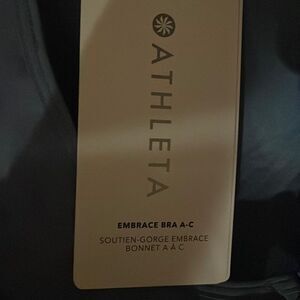 ATHLETA
EMBRACE BRA A-C
SOUTIEN-GORGE EMBRACE
BONNET A À C